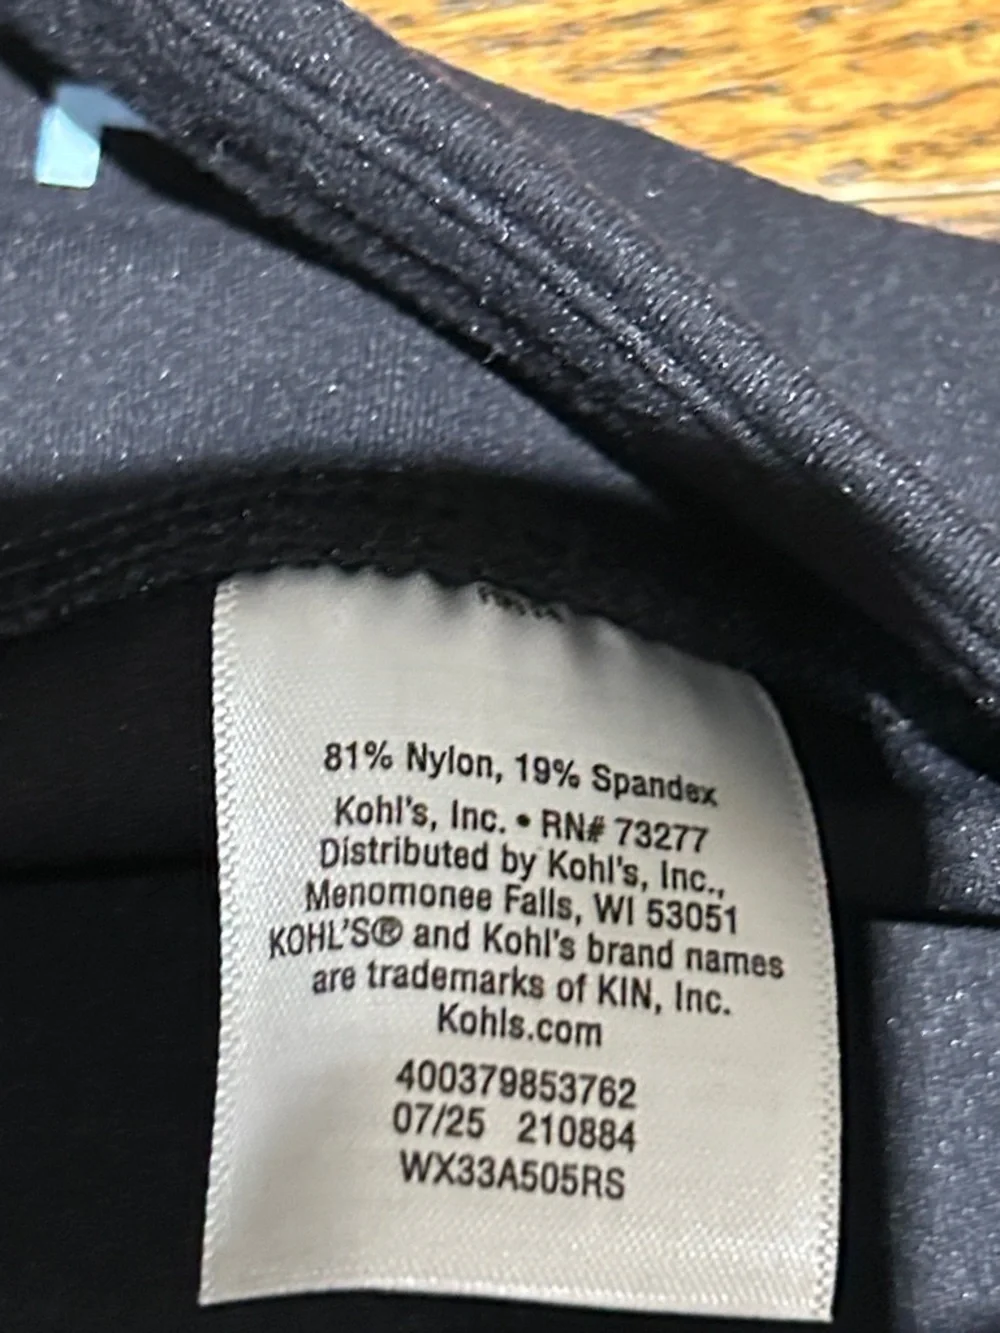 81% Nylon, 19% Spandex
Kohl's, Inc. • RN# 73277
Distributed by Kohl's, Inc.,
Menomonee Falls, WI 53051
KOHL'S® and Kohl's brand names
are trademarks of KIN, Inc.
Kohls.com
400379853762
07/25 210884
WX33A505RS